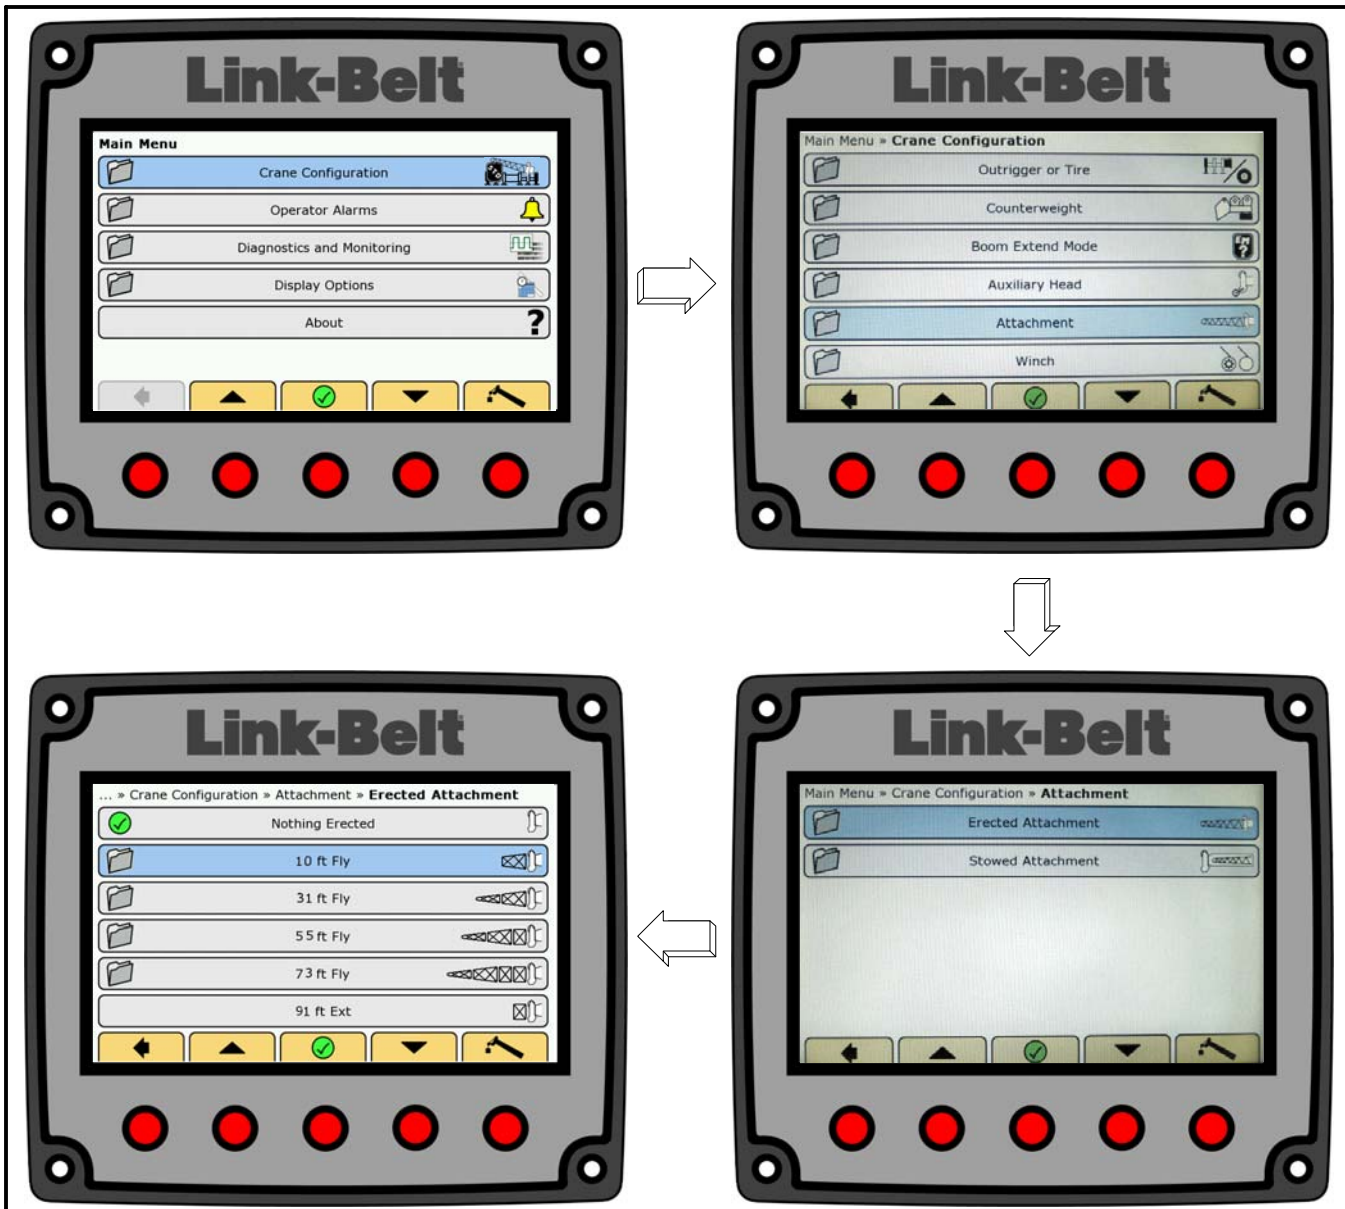 Link-Belt
Main Menu
Crane Configuration
Operator Alarms
Diagnostics and Monitoring
Display Options
About
?
Link-Belt
Main Menu » Crane Configuration
Outrigger or Tire
Counterweight
Boom Extend Mode
Auxiliary Head
Attachment
Winch
Link-Belt
... » Crane Configuration » Attachment » Erected Attachment
Nothing Erected
10 ft Fly
31 ft Fly
55 ft Fly
73 ft Fly
91 ft Ext
Link-Belt
Main Menu » Crane Configuration » Attachment
Erected Attachment
Stowed Attachment